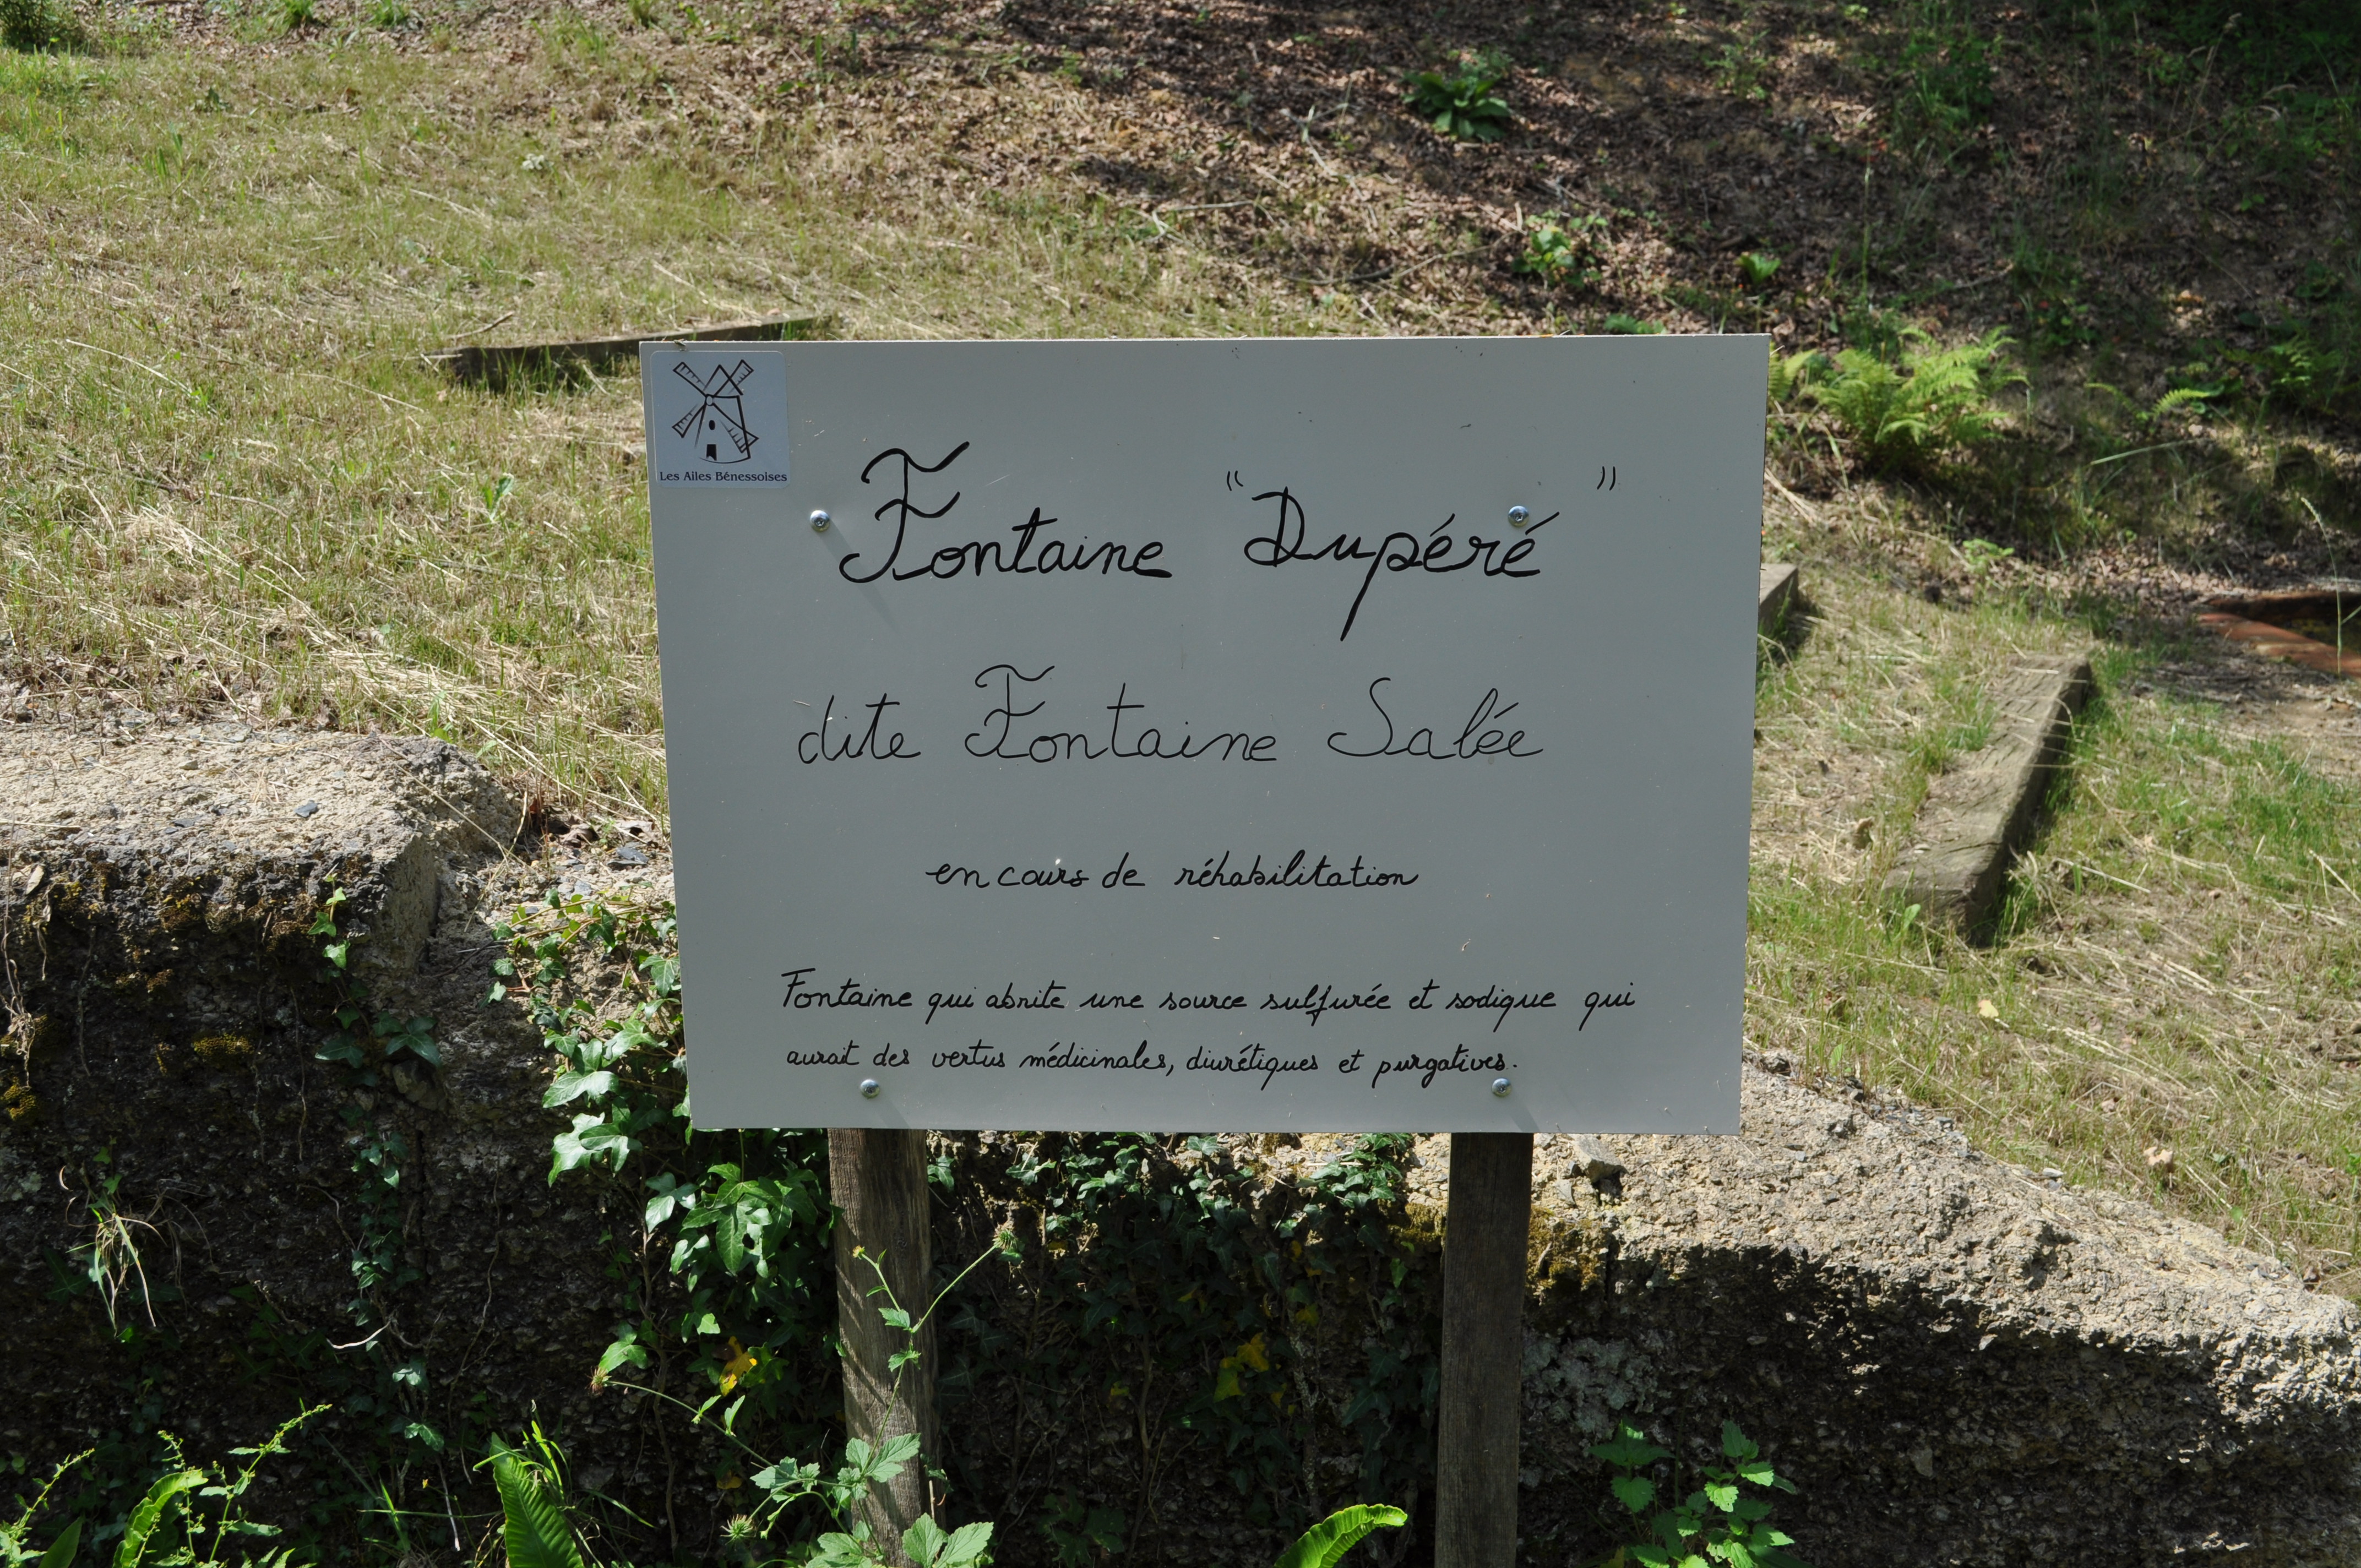 Les Ailes Bénessoises
Fontaine "Dupéré"
dite Fontaine Salée
en cours de réhabilitation
Fontaine qui abrite une source sulfurée et sodique qui
aurait des vertus médicinales, diurétiques et purgatives.